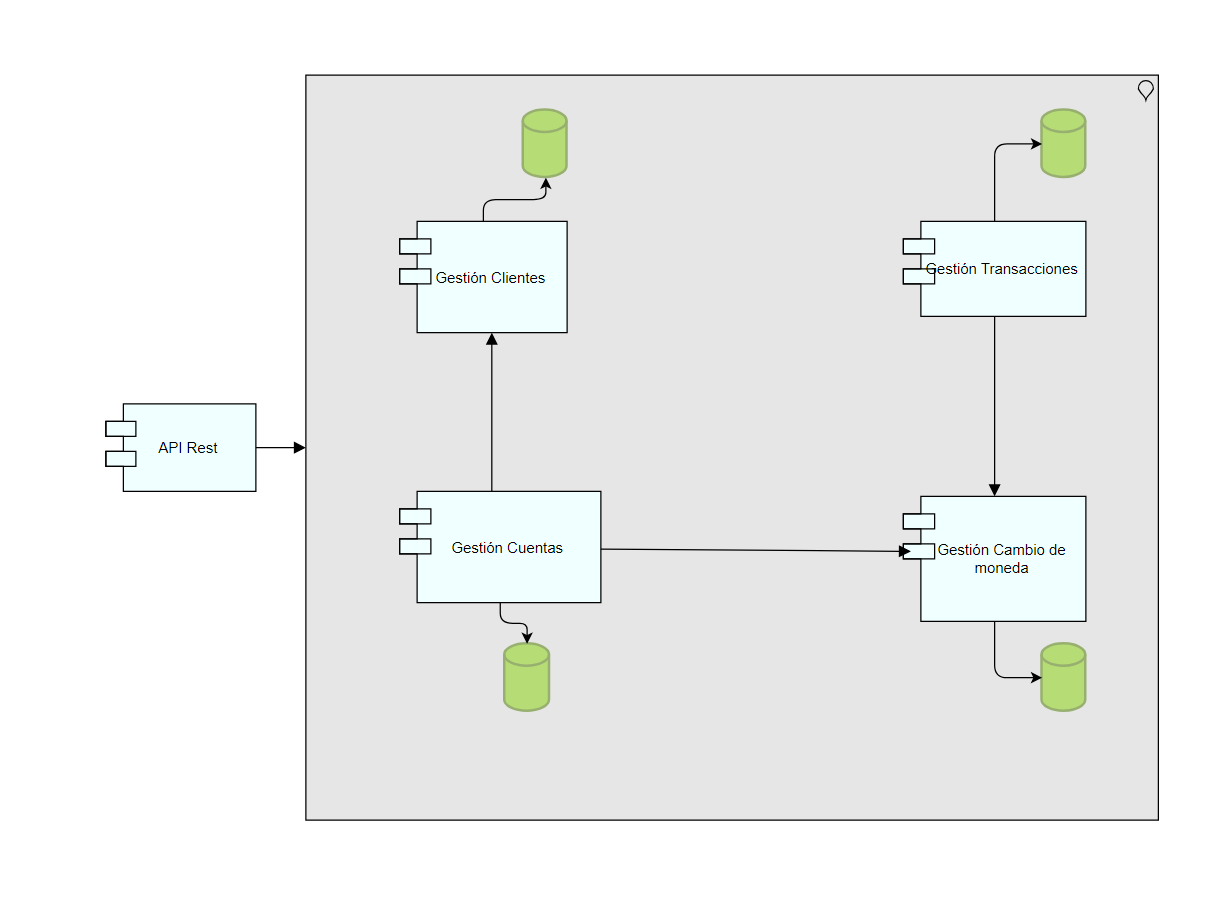 Gestión Clientes
Gestión Transacciones
API Rest
Gestión Cuentas
Gestión Cambio de
moneda